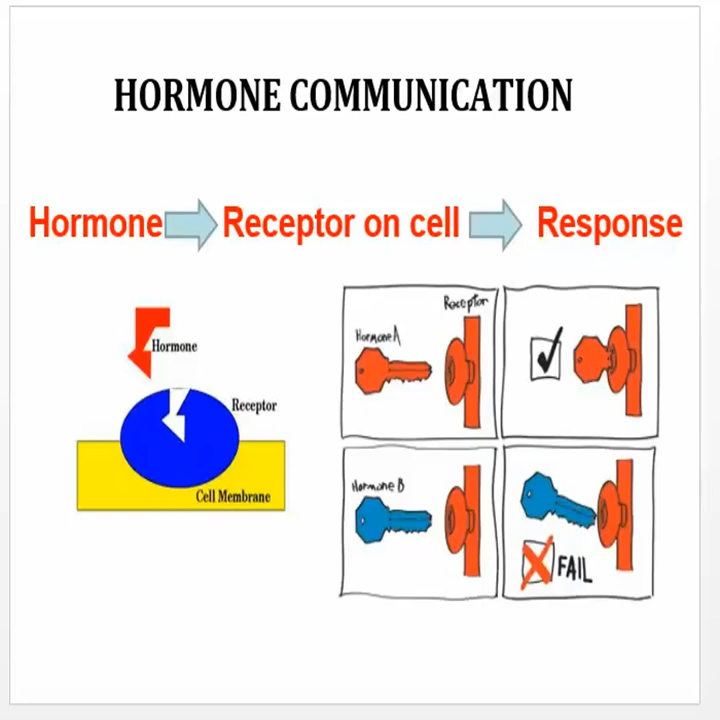 HORMONE COMMUNICATION
Hormone Receptor on cell Response
Hormone
Receptor
Cell Membrane
Receptor
Hormone A
Hormone B
FAIL